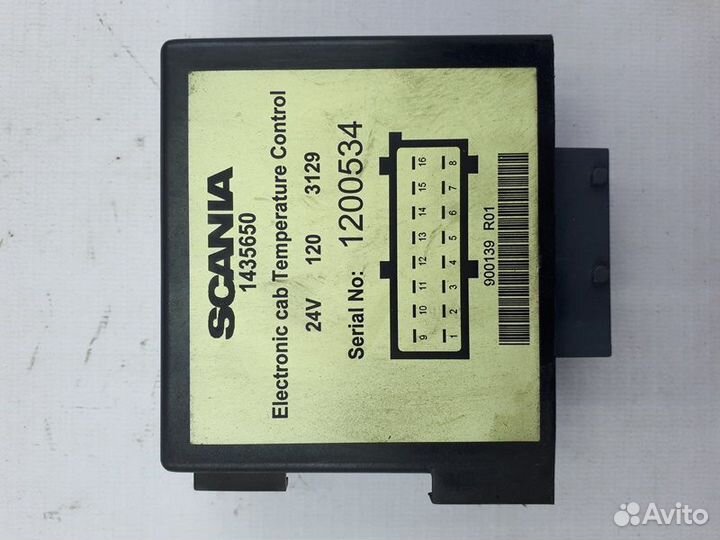 SCANIA
1435650
Electronic cab Temperature Control
24V 120 3129
Serial No: 1200534
9 10 11 12 13 14 15 16
1 2 3 4 5 6 7 8
900139 R01
Avito